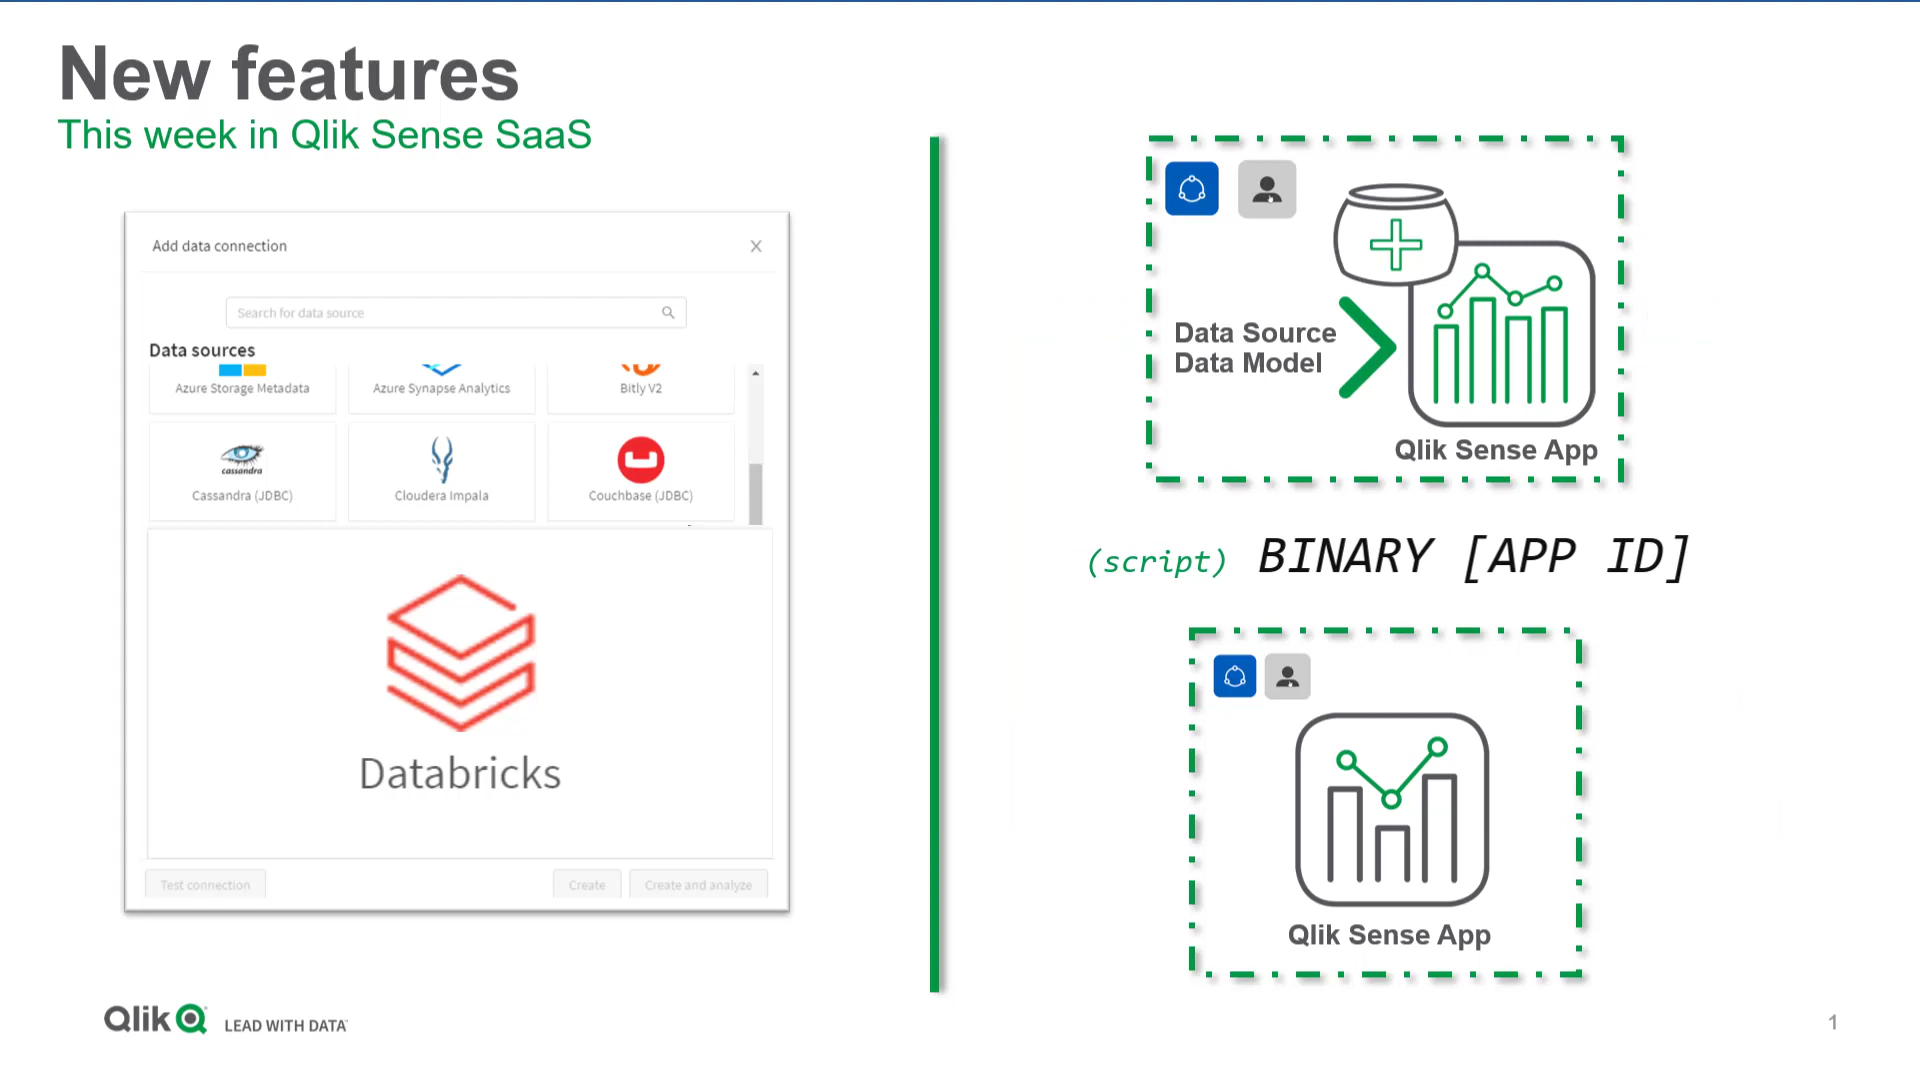 New features
This week in Qlik Sense SaaS
Add data connection
X
Search for data source
Data sources
Azure Storage Metadata
Azure Synapse Analytics
Bitly V2
cassandra
Cassandra (JDBC)
Cloudera Impala
Couchbase (JDBC)
Databricks
Test connection
Create
Create and analyze
Data Source
Data Model
Qlik Sense App
(script) BINARY [APP ID]
Qlik Sense App
Qlik LEAD WITH DATA
1